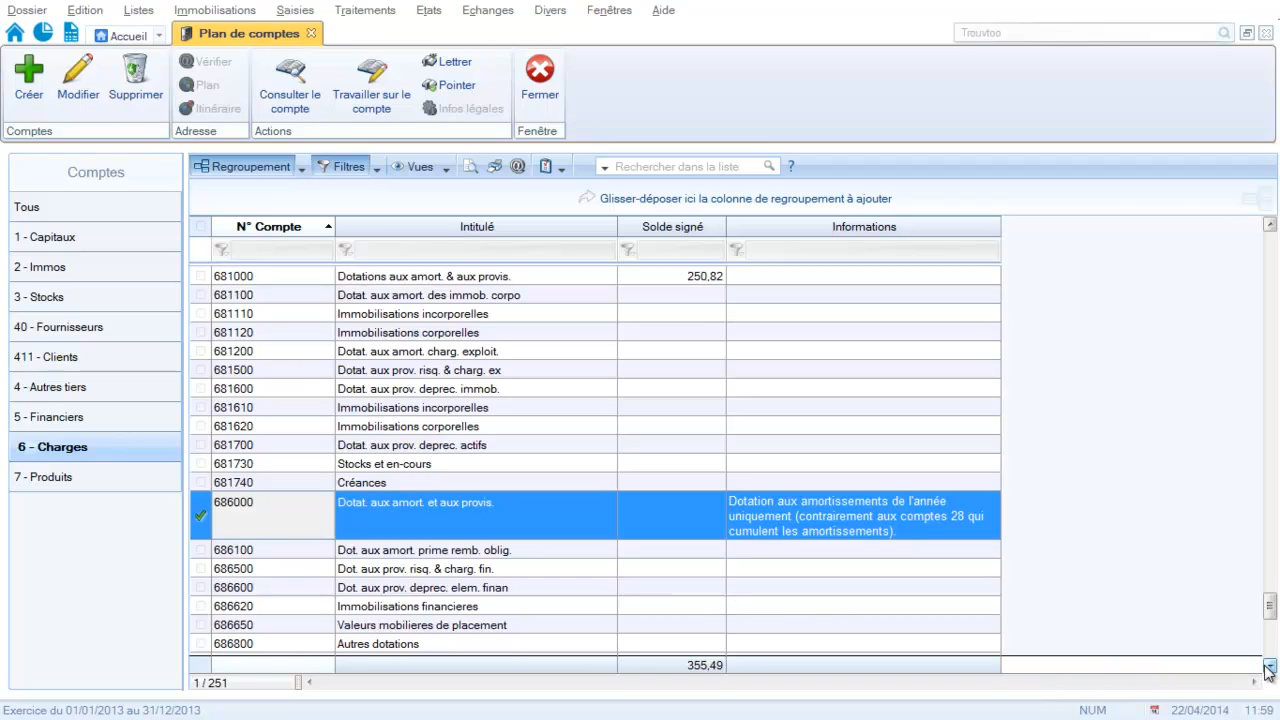 Dossier Edition Listes Immobilisations Saisies Traitements Etats Echanges Divers Fenêtres Aide
Accueil Plan de comptes Trouvtoo
Créer Modifier Supprimer
Vérifier
Plan
Itinéraire
Consulter le compte
Travailler sur le compte
Lettrer
Pointer
Infos légales
Fermer
Comptes Adresse Actions Fenêtre
Comptes
Tous
1 - Capitaux
2 - Immos
3 - Stocks
40 - Fournisseurs
411 - Clients
4 - Autres tiers
5 - Financiers
6 - Charges
7 - Produits
Regroupement Filtres Vues Rechercher dans la liste ?
Glisser-déposer ici la colonne de regroupement à ajouter
N° Compte Intitulé Solde signé Informations
681000 Dotations aux amort. & aux provis. 250,82
681100 Dotat. aux amort. des immob. corpo
681110 Immobilisations incorporelles
681120 Immobilisations corporelles
681200 Dotat. aux amort. charg. exploit.
681500 Dotat. aux prov. risq. & charg. ex
681600 Dotat. aux prov. deprec. immob.
681610 Immobilisations incorporelles
681620 Immobilisations corporelles
681700 Dotat. aux prov. deprec. actifs
681730 Stocks et en-cours
681740 Créances
686000 Dotat. aux amort. et aux provis. Dotation aux amortissements de l'année
uniquement (contrairement aux comptes 28 qui
cumulent les amortissements).
686100 Dot. aux amort. prime remb. oblig.
686500 Dot. aux prov. risq. & charg. fin.
686600 Dot. aux prov. deprec. elem. finan
686620 Immobilisations financieres
686650 Valeurs mobilieres de placement
686800 Autres dotations
355,49
1 / 251
Exercice du 01/01/2013 au 31/12/2013 NUM 22/04/2014 11:59